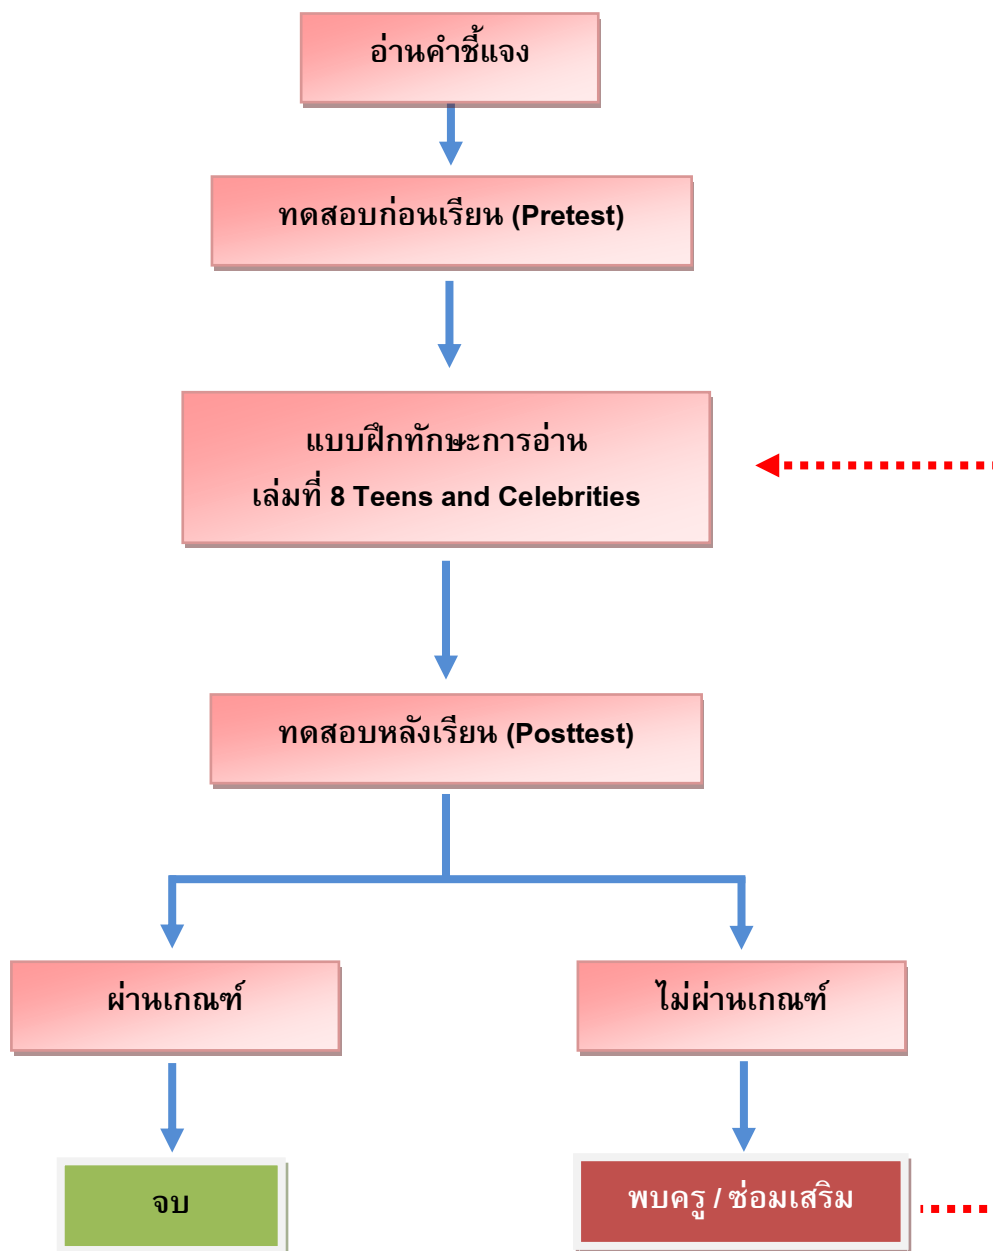 อ่านคำชี้แจง
ทดสอบก่อนเรียน (Pretest)
แบบฝึกทักษะการอ่าน
เล่มที่ 8 Teens and Celebrities
ทดสอบหลังเรียน (Posttest)
ผ่านเกณฑ์
ไม่ผ่านเกณฑ์
จบ
พบครู / ซ่อมเสริม